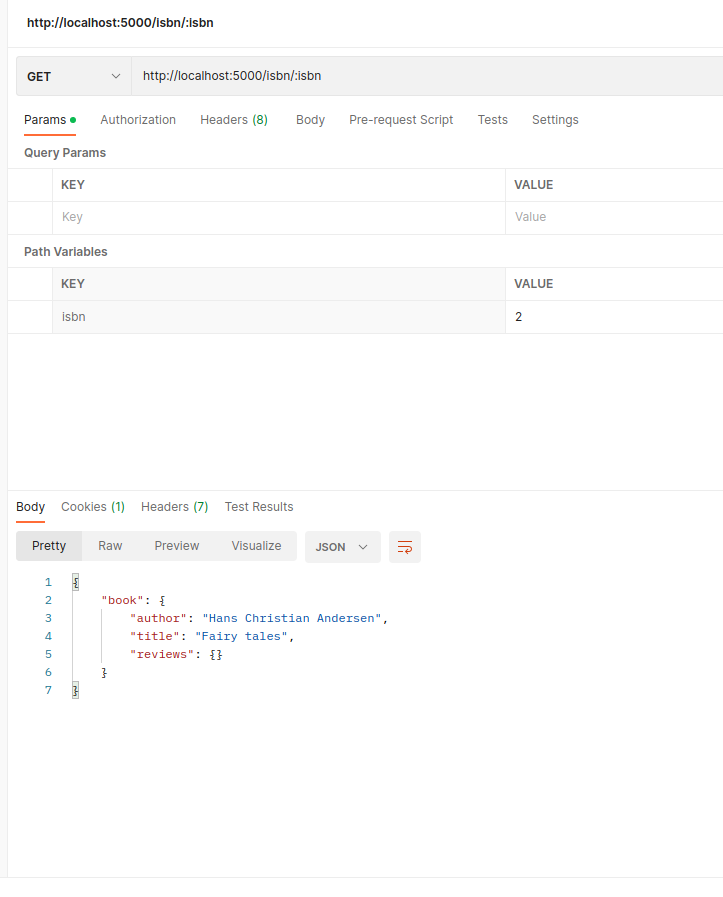 http://localhost:5000/isbn/:isbn
GET http://localhost:5000/isbn/:isbn
Params Authorization Headers (8) Body Pre-request Script Tests Settings
Query Params
KEY VALUE
Key Value
Path Variables
KEY VALUE
isbn 2
Body Cookies (1) Headers (7) Test Results
Pretty Raw Preview Visualize JSON
1 {
2 "book": {
3 "author": "Hans Christian Andersen",
4 "title": "Fairy tales",
5 "reviews": {}
6 }
7 }